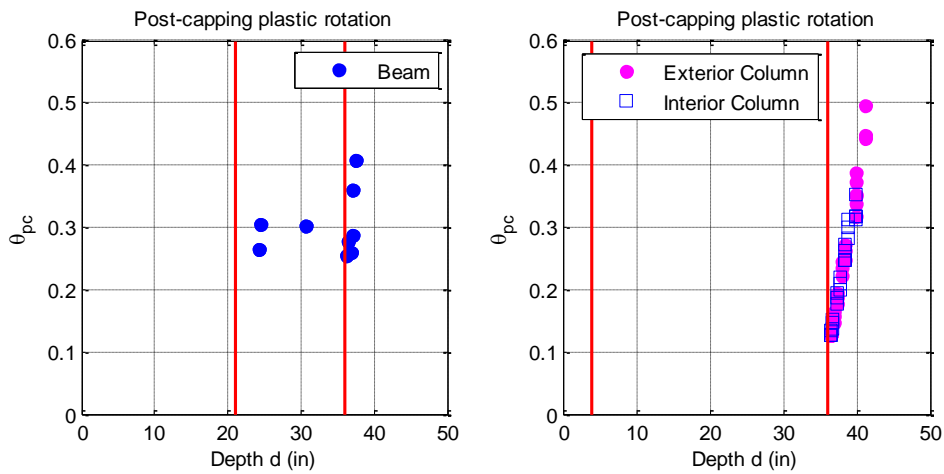 Post-capping plastic rotation
0.6
0.5
0.4
0.3
0.2
0.1
0
θpc
Beam
0 10 20 30 40 50
Depth d (in)
Post-capping plastic rotation
0.6
0.5
0.4
0.3
0.2
0.1
0
θpc
Exterior Column
Interior Column
0 10 20 30 40 50
Depth d (in)